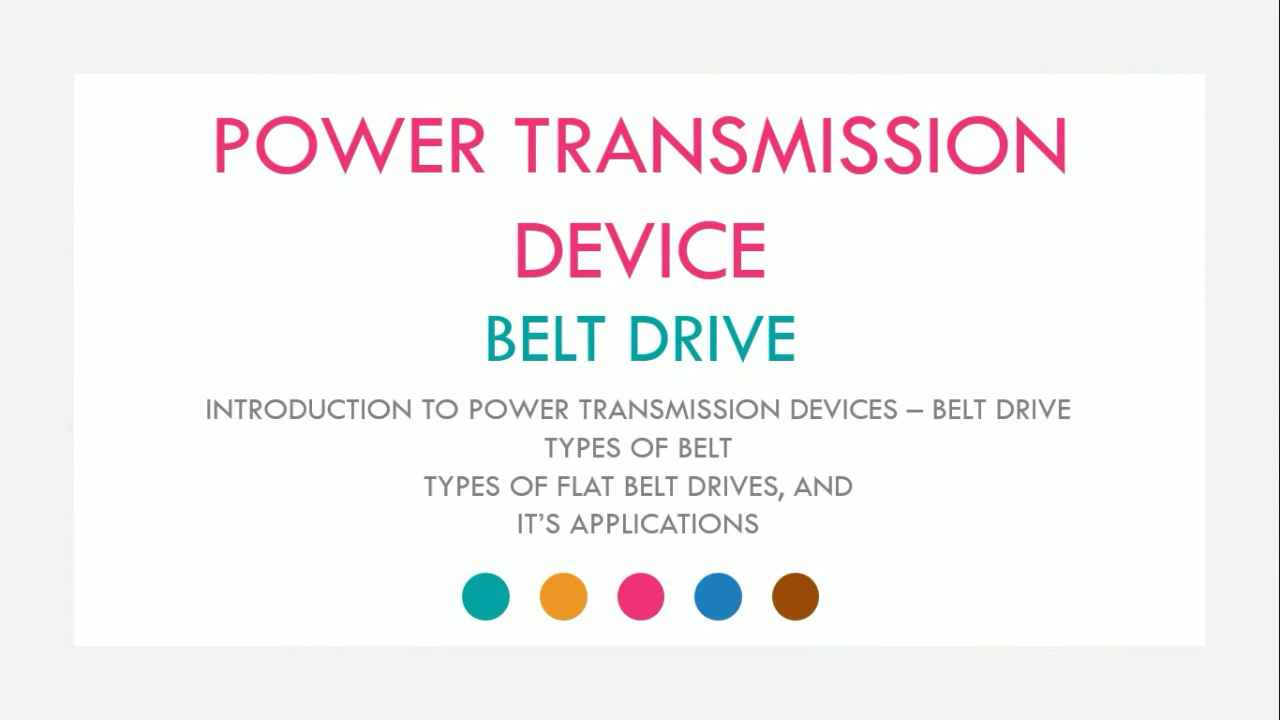 POWER TRANSMISSION
DEVICE
BELT DRIVE
INTRODUCTION TO POWER TRANSMISSION DEVICES – BELT DRIVE
TYPES OF BELT
TYPES OF FLAT BELT DRIVES, AND
IT’S APPLICATIONS